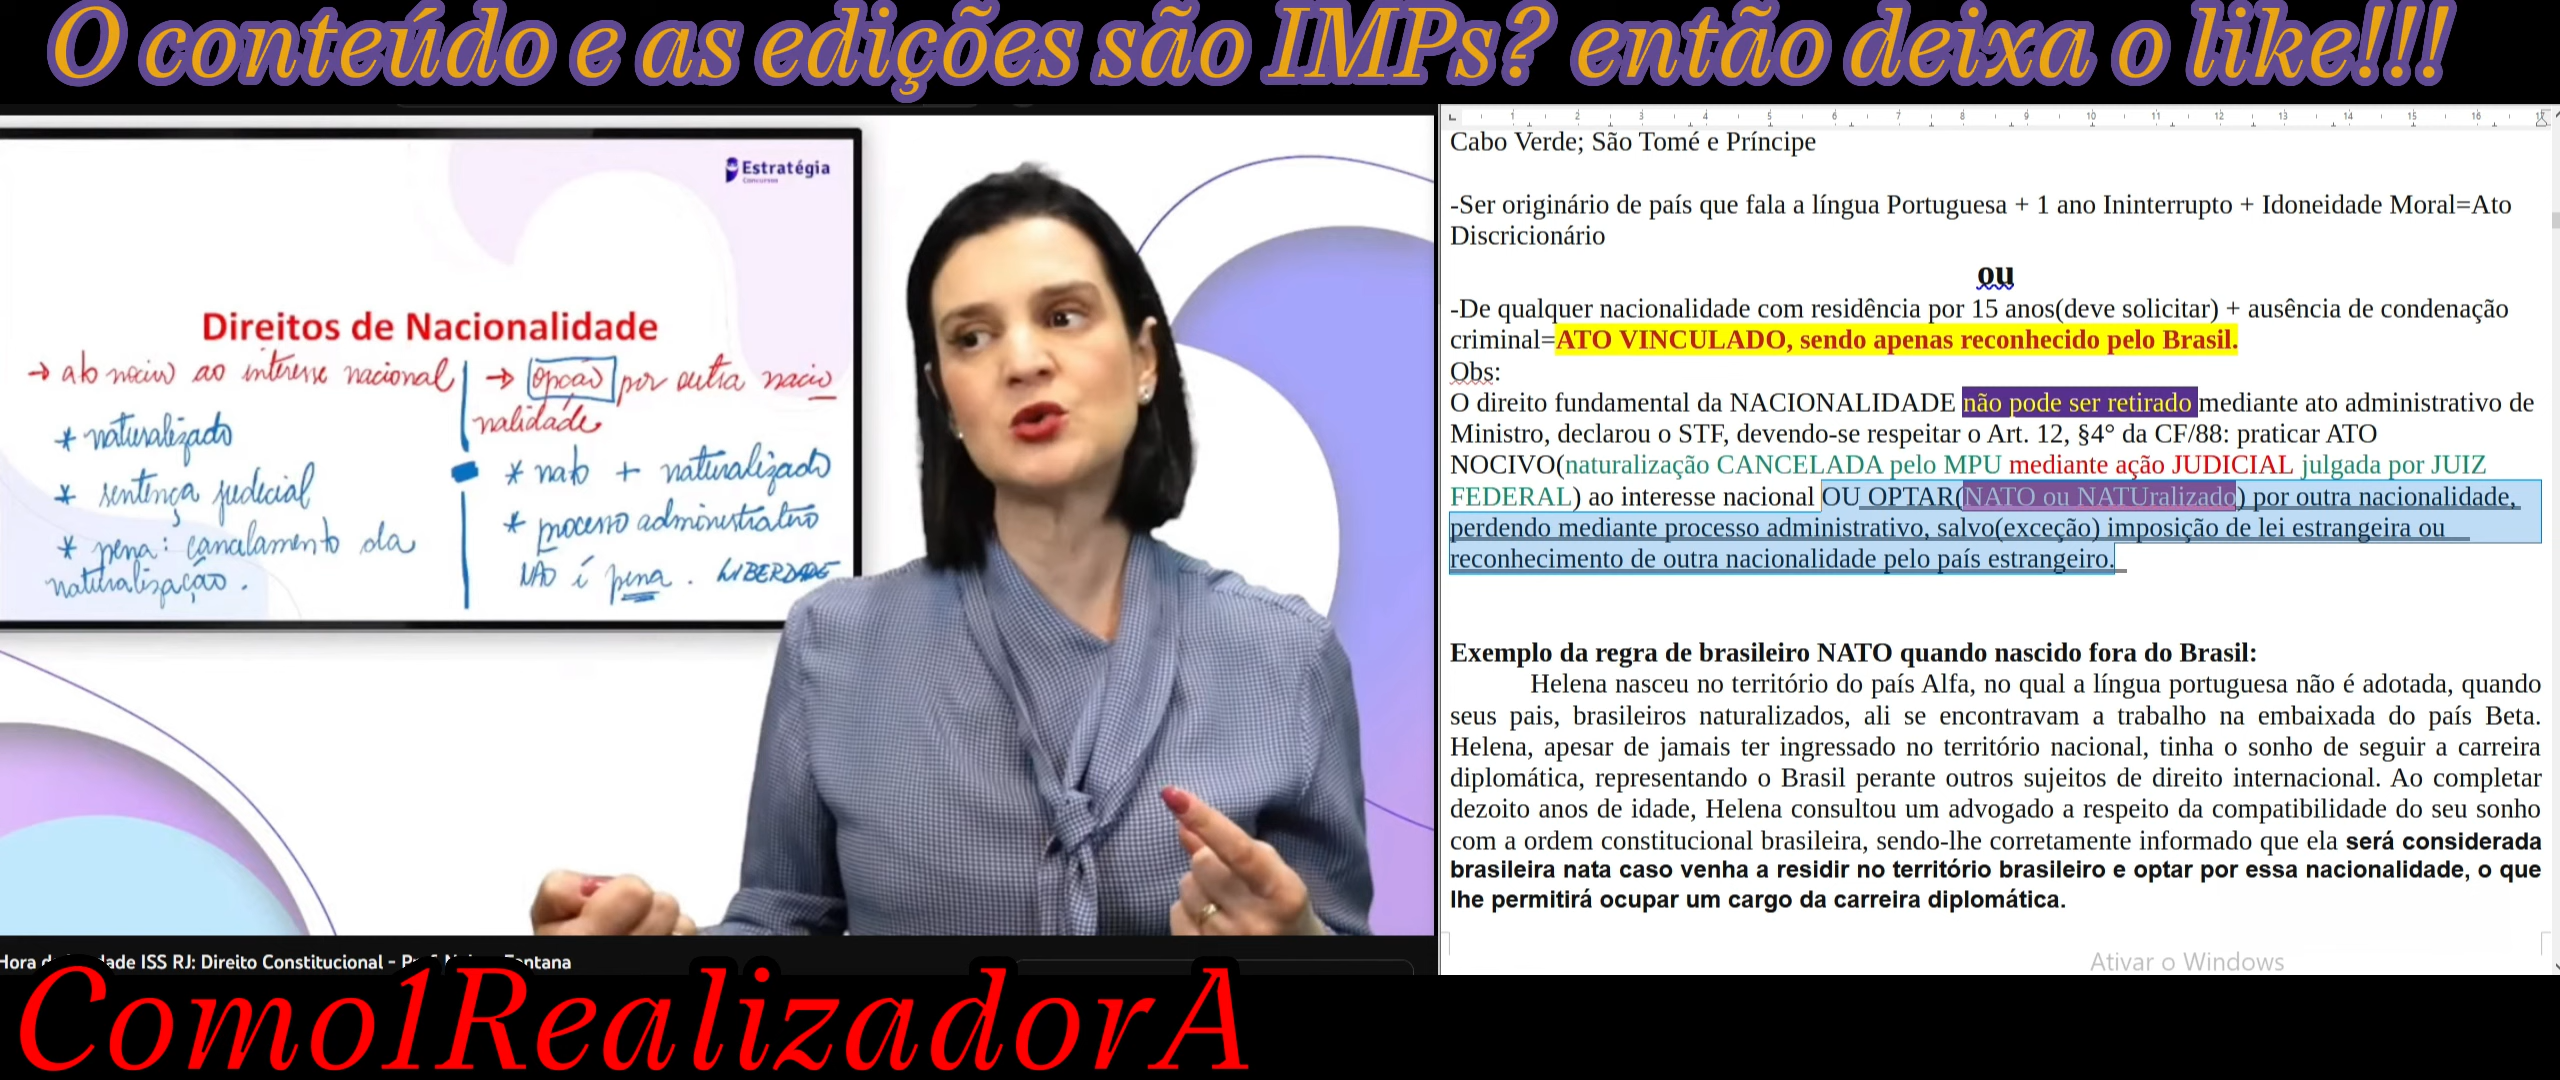 O conteúdo e as edições são IMPs? então deixa o like!!!
Estratégia
Concursos
Direitos de Nacionalidade
→ ato nocivo ao interesse nacional
* naturalizado
* sentença judicial
* pena: cancelamento da
naturalização.
→ opção por outra nacio
nalidade
* nato + naturalizado
* processo administrativo
NÃO é pena. LIBERDADE
Hora d
ade ISS RJ: Direito Constitucional -
ntana
Como1RealizadorA
Cabo Verde; São Tomé e Príncipe
-Ser originário de país que fala a língua Portuguesa + 1 ano Ininterrupto + Idoneidade Moral=Ato
Discricionário
ou
-De qualquer nacionalidade com residência por 15 anos(deve solicitar) + ausência de condenação
criminal=ATO VINCULADO, sendo apenas reconhecido pelo Brasil.
Obs:
O direito fundamental da NACIONALIDADE não pode ser retirado mediante ato administrativo de
Ministro, declarou o STF, devendo-se respeitar o Art. 12, §4° da CF/88: praticar ATO
NOCIVO(naturalização CANCELADA pelo MPU mediante ação JUDICIAL julgada por JUIZ
FEDERAL) ao interesse nacional OU OPTAR(NATO ou NATUralizado) por outra nacionalidade,
perdendo mediante processo administrativo, salvo(exceção) imposição de lei estrangeira ou
reconhecimento de outra nacionalidade pelo país estrangeiro.
Exemplo da regra de brasileiro NATO quando nascido fora do Brasil:
Helena nasceu no território do país Alfa, no qual a língua portuguesa não é adotada, quando
seus pais, brasileiros naturalizados, ali se encontravam a trabalho na embaixada do país Beta.
Helena, apesar de jamais ter ingressado no território nacional, tinha o sonho de seguir a carreira
diplomática, representando o Brasil perante outros sujeitos de direito internacional. Ao completar
dezoito anos de idade, Helena consultou um advogado a respeito da compatibilidade do seu sonho
com a ordem constitucional brasileira, sendo-lhe corretamente informado que ela será considerada
brasileira nata caso venha a residir no território brasileiro e optar por essa nacionalidade, o que
lhe permitirá ocupar um cargo da carreira diplomática.
Ativar o Windows